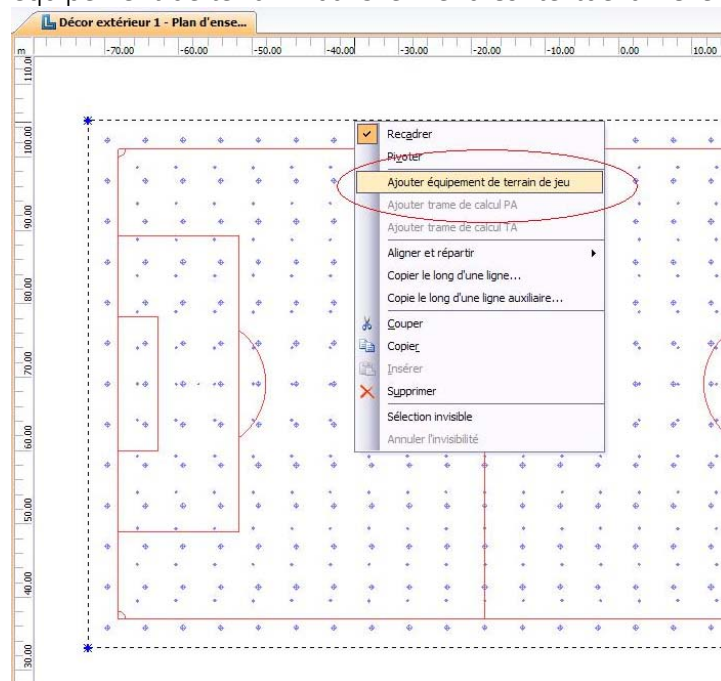 Décor extérieur 1 - Plan d'ense...
m
-70.00 -60.00 -50.00 -40.00 -30.00 -20.00 -10.00 0.00 10.00
110.0
100.00
90.00
80.00
70.00
60.00
50.00
40.00
30.00
Recadrer
Pivoter
Ajouter équipement de terrain de jeu
Ajouter trame de calcul PA
Ajouter trame de calcul TA
Aligner et répartir
Copier le long d'une ligne...
Copie le long d'une ligne auxiliaire...
Couper
Copier
Insérer
Supprimer
Sélection invisible
Annuler l'invisibilité